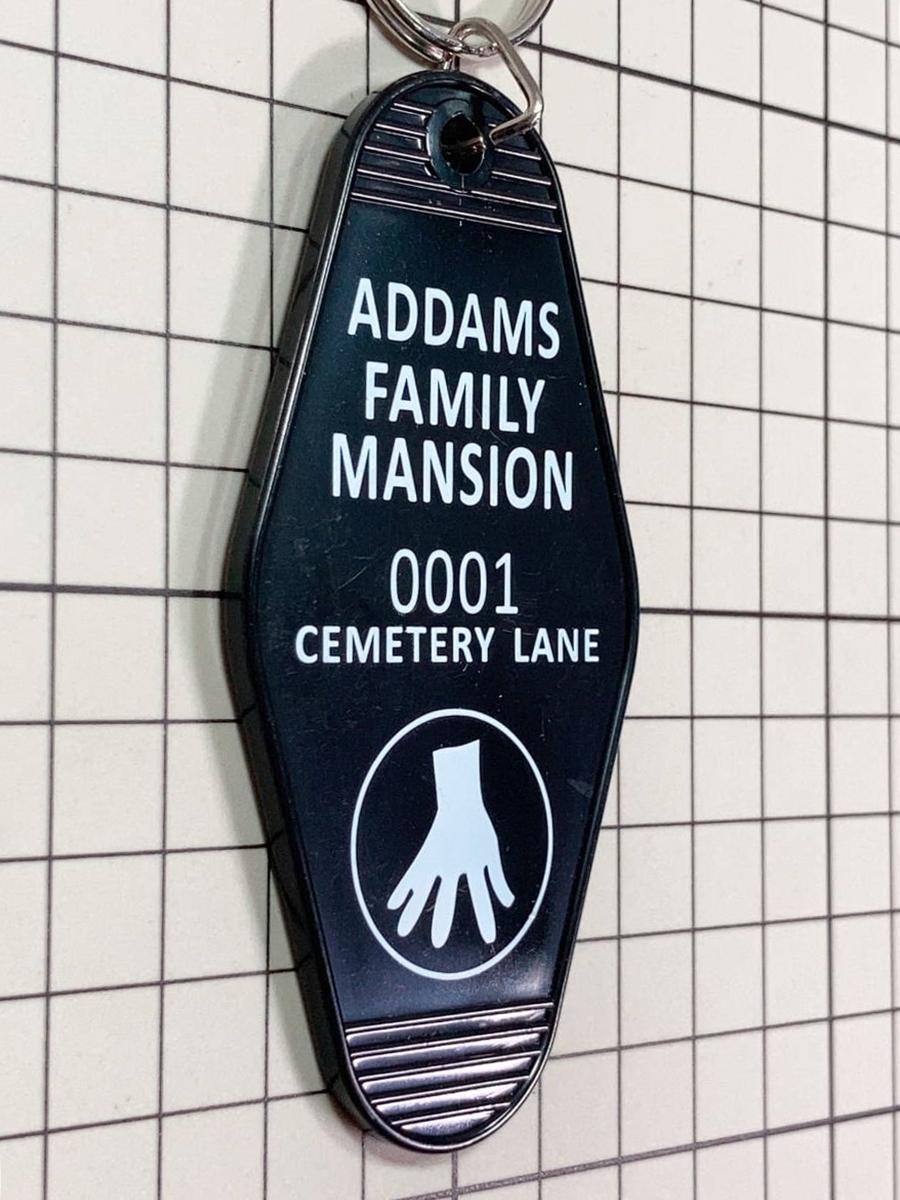 ADDAMS
FAMILY
MANSION
0001
CEMETERY LANE